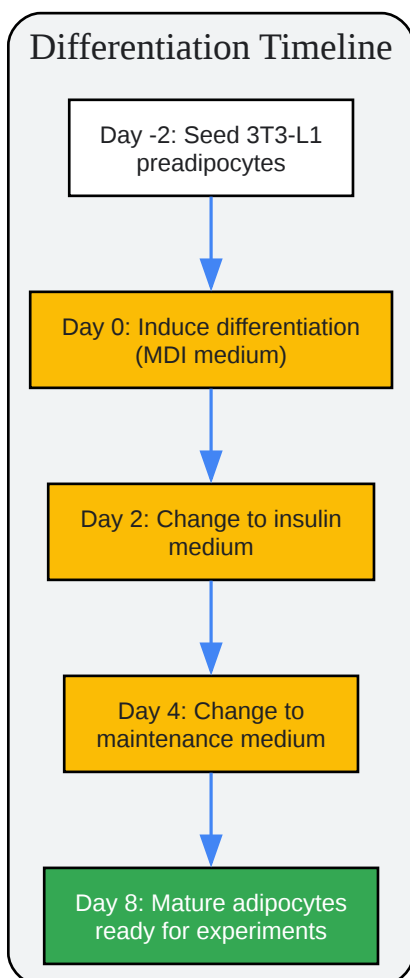 Differentiation Timeline
Day -2: Seed 3T3-L1
preadipocytes
Day 0: Induce differentiation
(MDI medium)
Day 2: Change to insulin
medium
Day 4: Change to
maintenance medium
Day 8: Mature adipocytes
ready for experiments